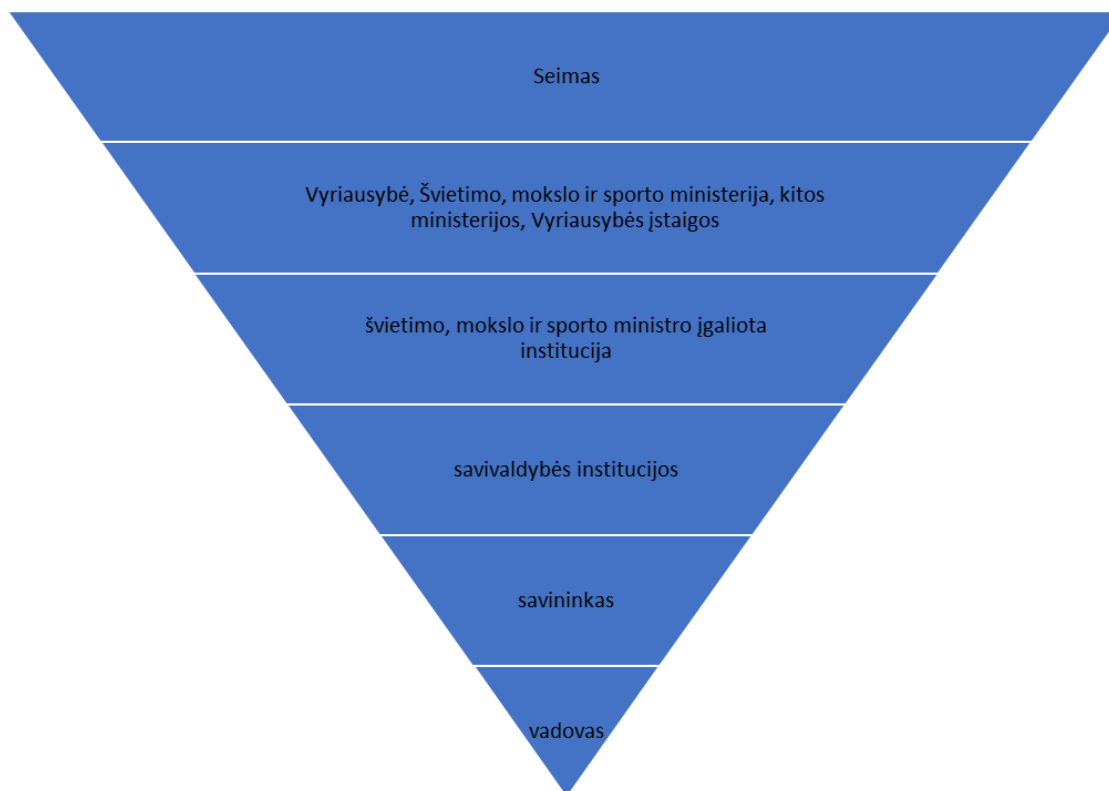 Seimas
Vyriausybė, Švietimo, mokslo ir sporto ministerija, kitos
ministerijos, Vyriausybės įstaigos
švietimo, mokslo ir sporto ministro įgaliota
institucija
savivaldybės institucijos
savininkas
vadovas